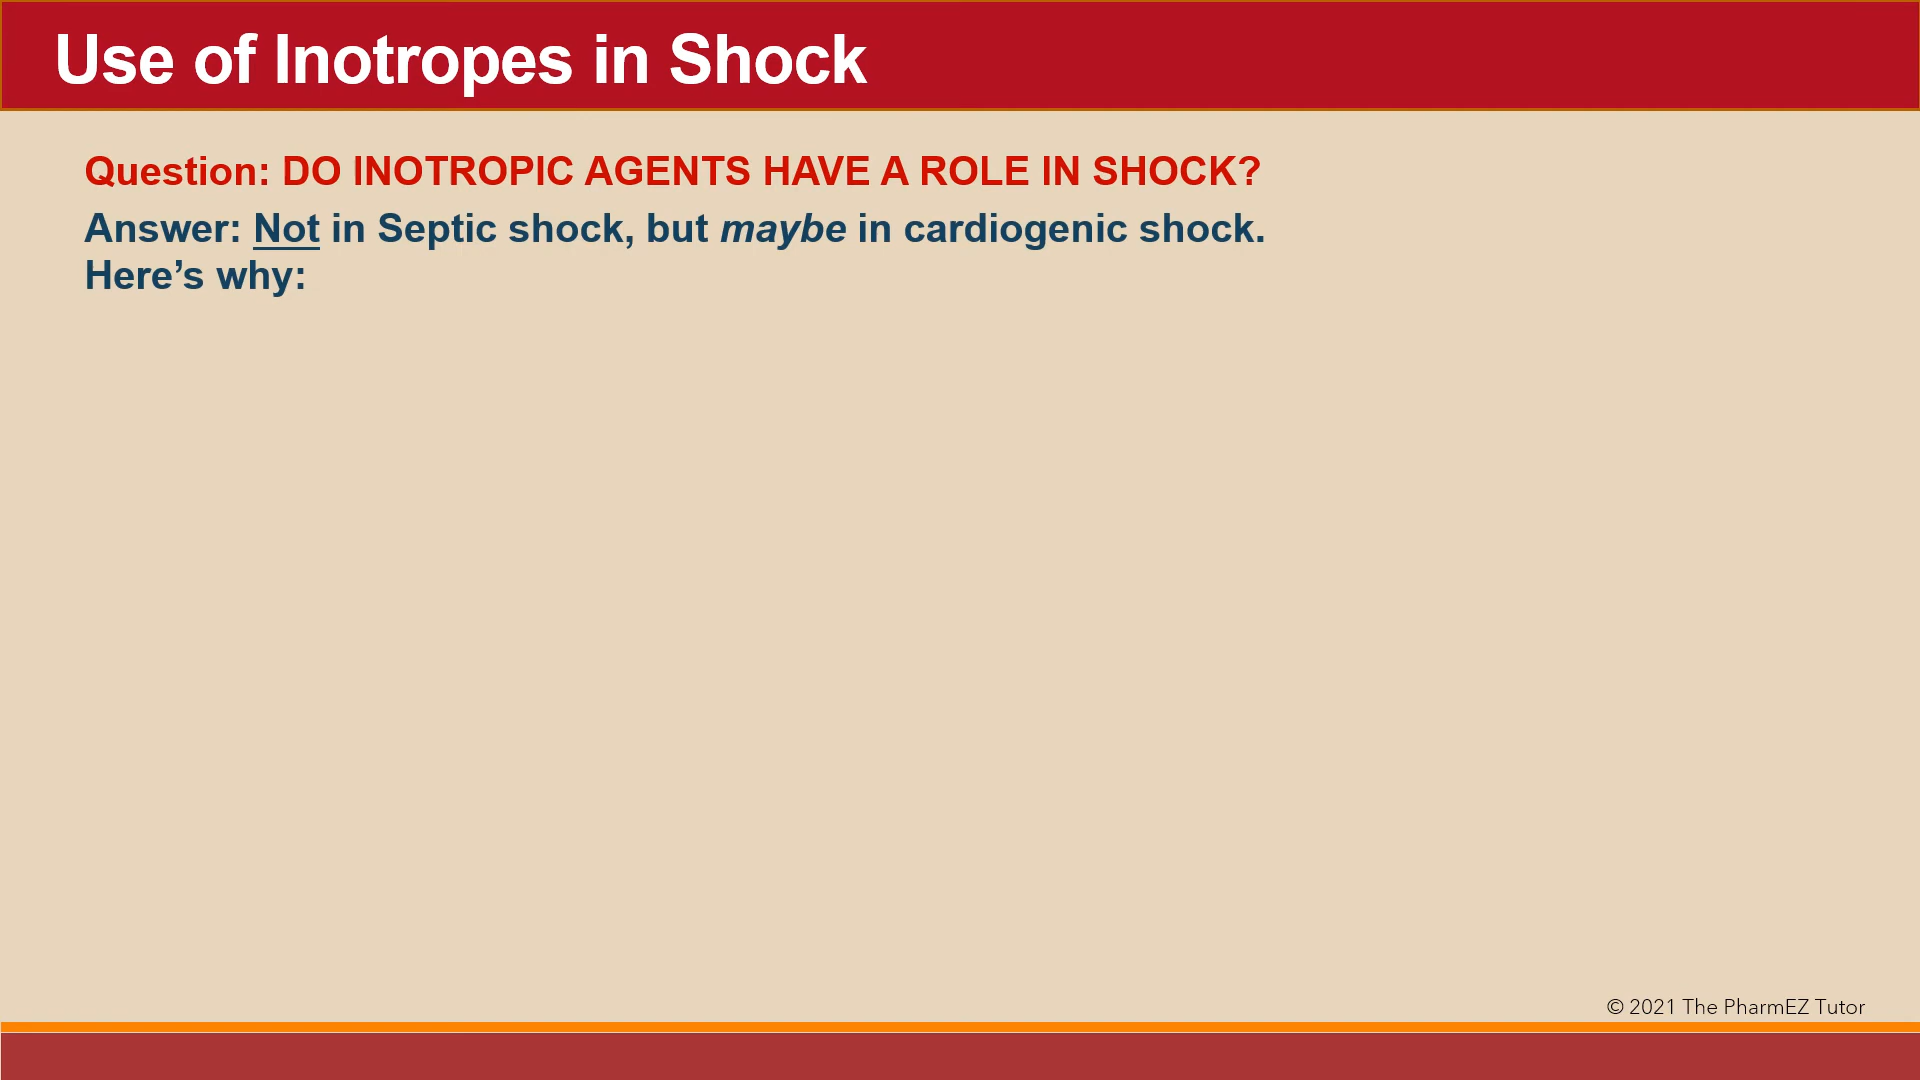 Use of Inotropes in Shock
Question: DO INOTROPIC AGENTS HAVE A ROLE IN SHOCK?
Answer: Not in Septic shock, but maybe in cardiogenic shock.
Here’s why:
© 2021 The PharmEZ Tutor